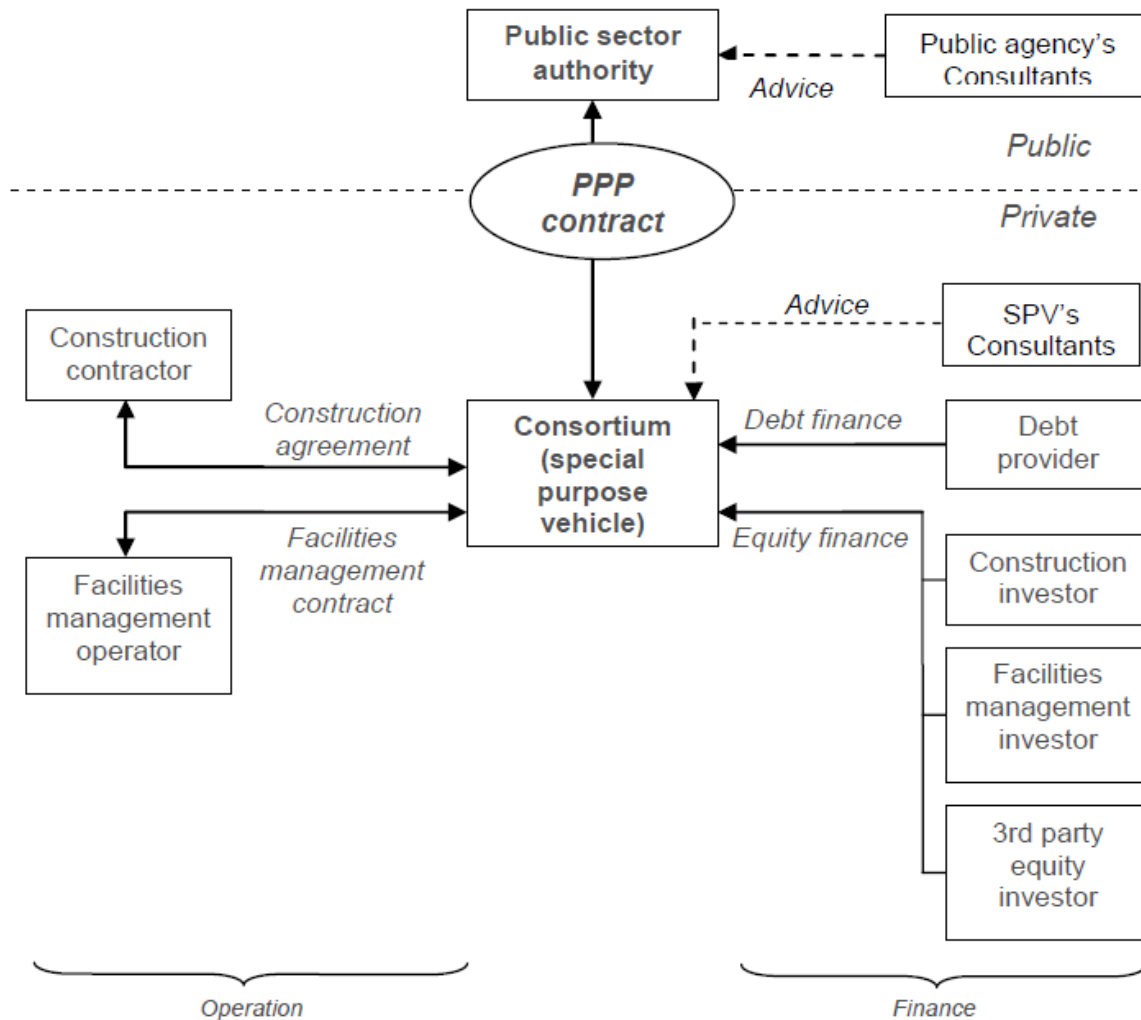 Public sector
authority
Advice
Public agency's
Consultants
Public
PPP
contract
Private
Advice
SPV's
Consultants
Construction
contractor
Construction
agreement
Consortium
(special
purpose
vehicle)
Debt finance
Debt
provider
Facilities
management
contract
Equity finance
Facilities
management
operator
Construction
investor
Facilities
management
investor
3rd party
equity
investor
Operation
Finance